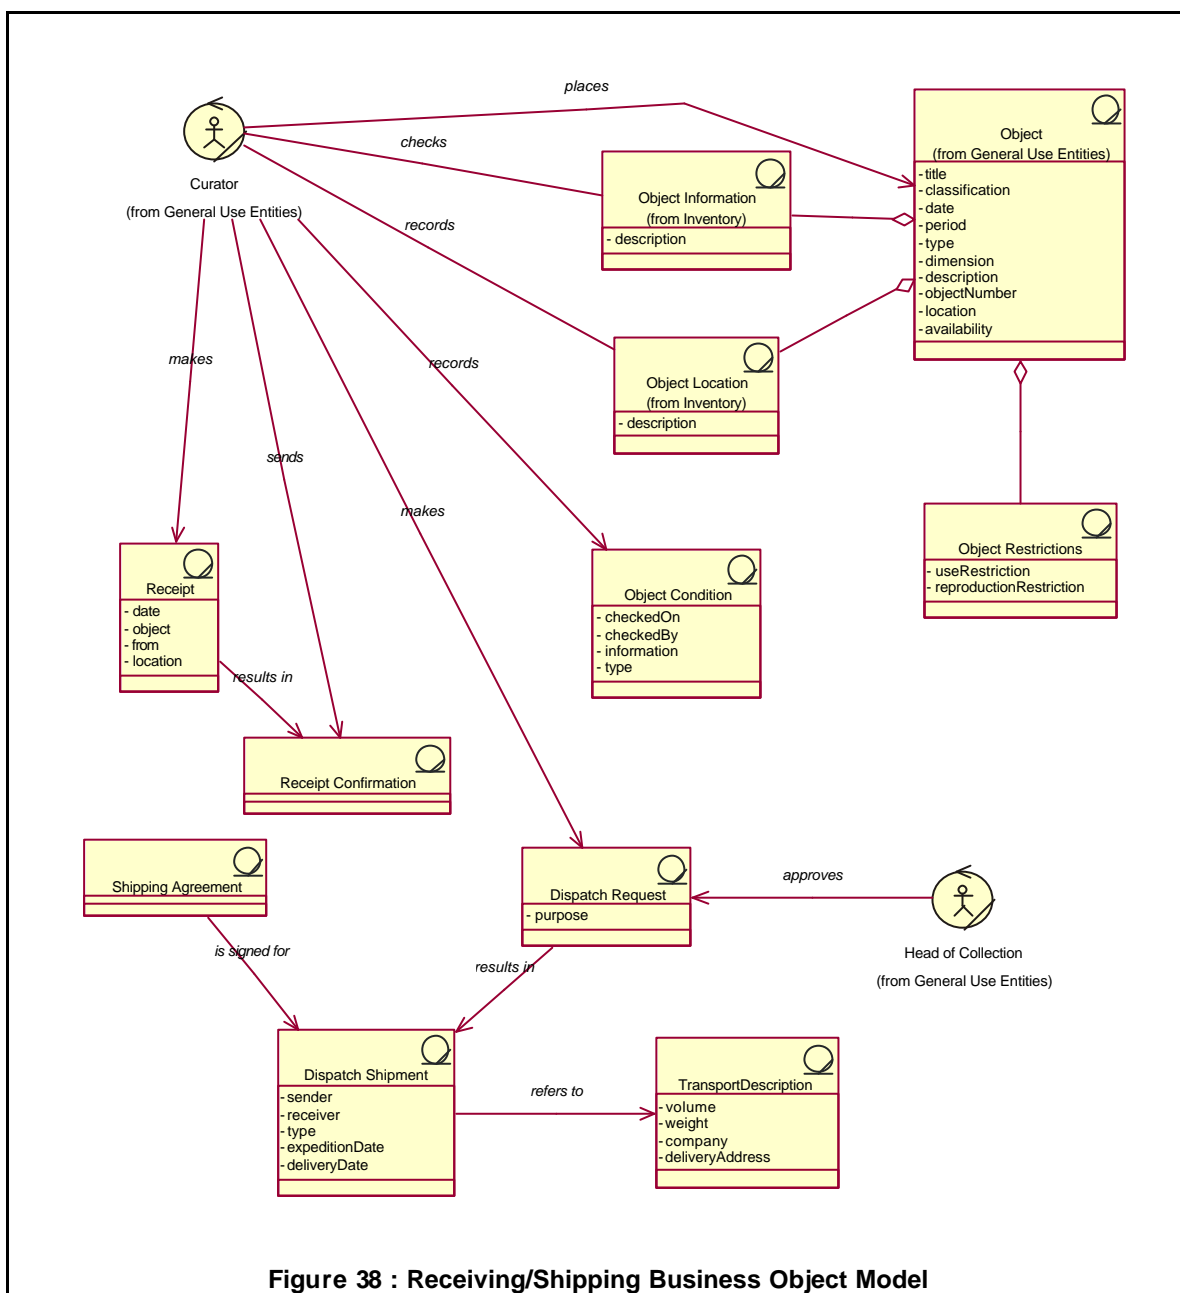 places
checks
records
Curator
(from General Use Entities)
Object
(from General Use Entities)
- title
- classification
- date
- period
- type
- dimension
- description
- objectNumber
- location
- availability
Object Information
(from Inventory)
- description
Object Location
(from Inventory)
- description
makes
records
sends
makes
Object Restrictions
- useRestriction
- reproductionRestriction
Receipt
- date
- object
- from
- location
Object Condition
- checkedOn
- checkedBy
- information
- type
results in
Receipt Confirmation
Shipping Agreement
Dispatch Request
- purpose
approves
Head of Collection
(from General Use Entities)
is signed for
results in
Dispatch Shipment
- sender
- receiver
- type
- expeditionDate
- deliveryDate
refers to
TransportDescription
- volume
- weight
- company
- deliveryAddress
Figure 38 : Receiving/Shipping Business Object Model